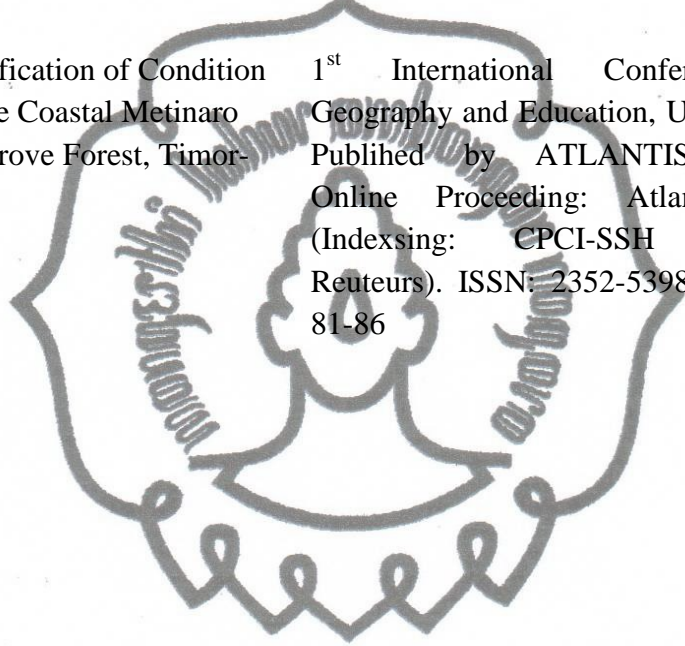 fication of Condition
e Coastal Metinaro
rove Forest, Timor-
1st International Confer
Geography and Education, U
Publihed by ATLANTIS
Online Proceeding: Atlan
(Indexsing: CPCI-SSH
Reuteurs). ISSN: 2352-5398
81-86